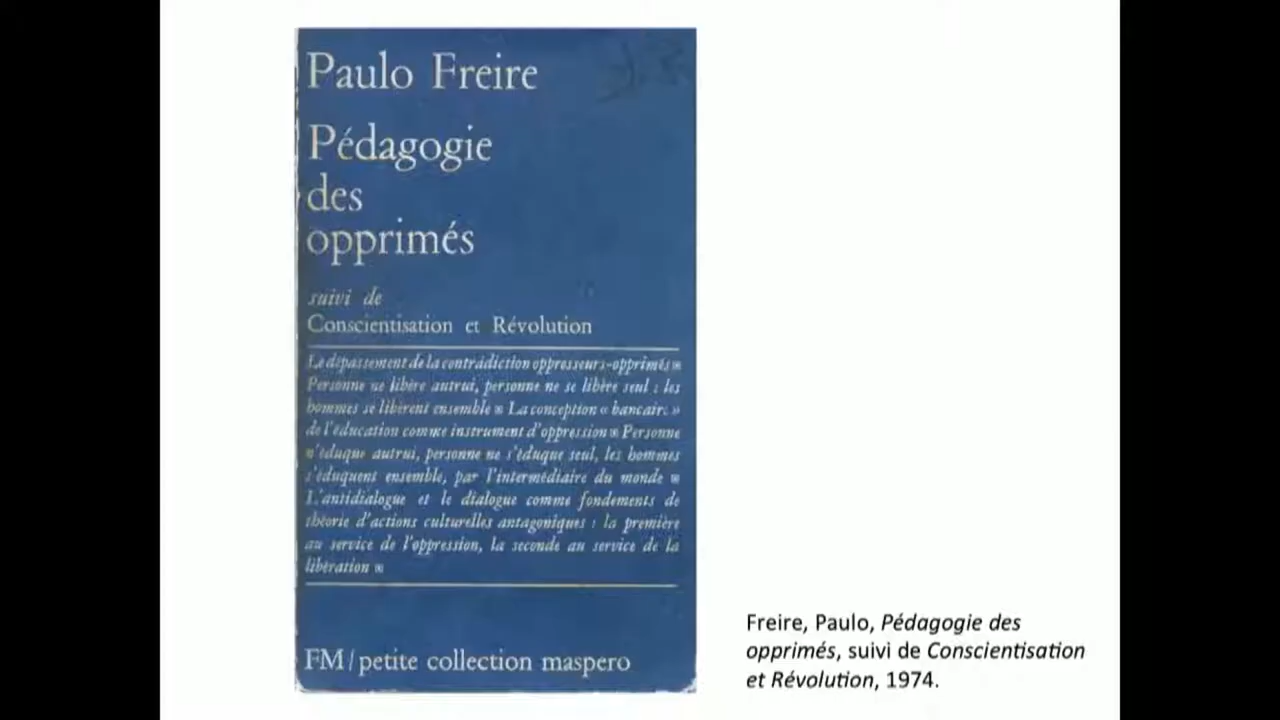 Paulo Freire
Pédagogie
des
opprimés
suivi de
Conscientisation et Révolution
Le dépassement de la contradiction oppresseurs-opprimés
Personne ne libère autrui, personne ne se libère seul : les
hommes se libèrent ensemble La conception « bancaire »
de l'éducation comme instrument d'oppression Personne
n'éduque autrui, personne ne s'éduque seul, les hommes
s'éduquent ensemble, par l'intermédiaire du monde
L'antidialogue et le dialogue comme fondements de
théorie d'actions culturelles antagoniques : la première
au service de l'oppression, la seconde au service de la
libération
FM/petite collection maspero
Freire, Paulo, Pédagogie des
opprimés, suivi de Conscientisation
et Révolution, 1974.